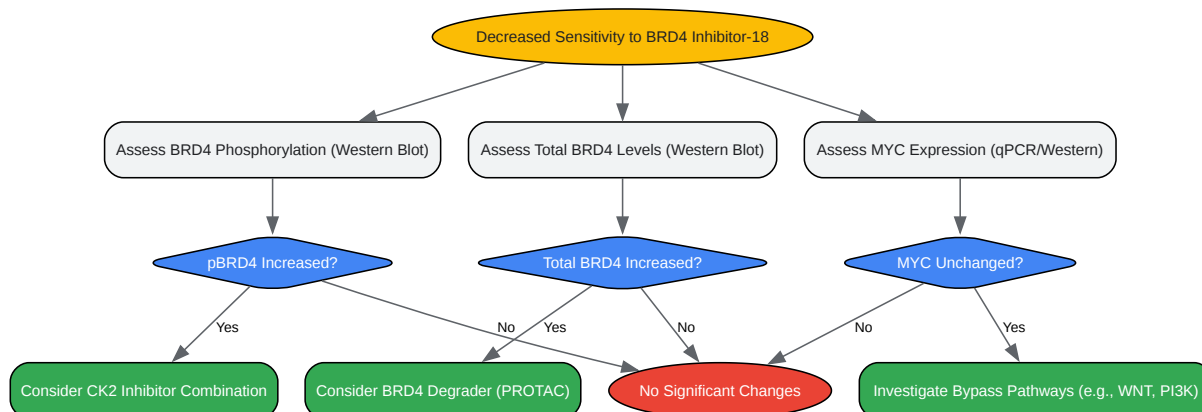 Decreased Sensitivity to BRD4 Inhibitor-18
Assess BRD4 Phosphorylation (Western Blot)
Assess Total BRD4 Levels (Western Blot)
Assess MYC Expression (qPCR/Western)
pBRD4 Increased?
Total BRD4 Increased?
MYC Unchanged?
Yes
No
Yes
No
No
Yes
Consider CK2 Inhibitor Combination
Consider BRD4 Degrader (PROTAC)
No Significant Changes
Investigate Bypass Pathways (e.g., WNT, PI3K)